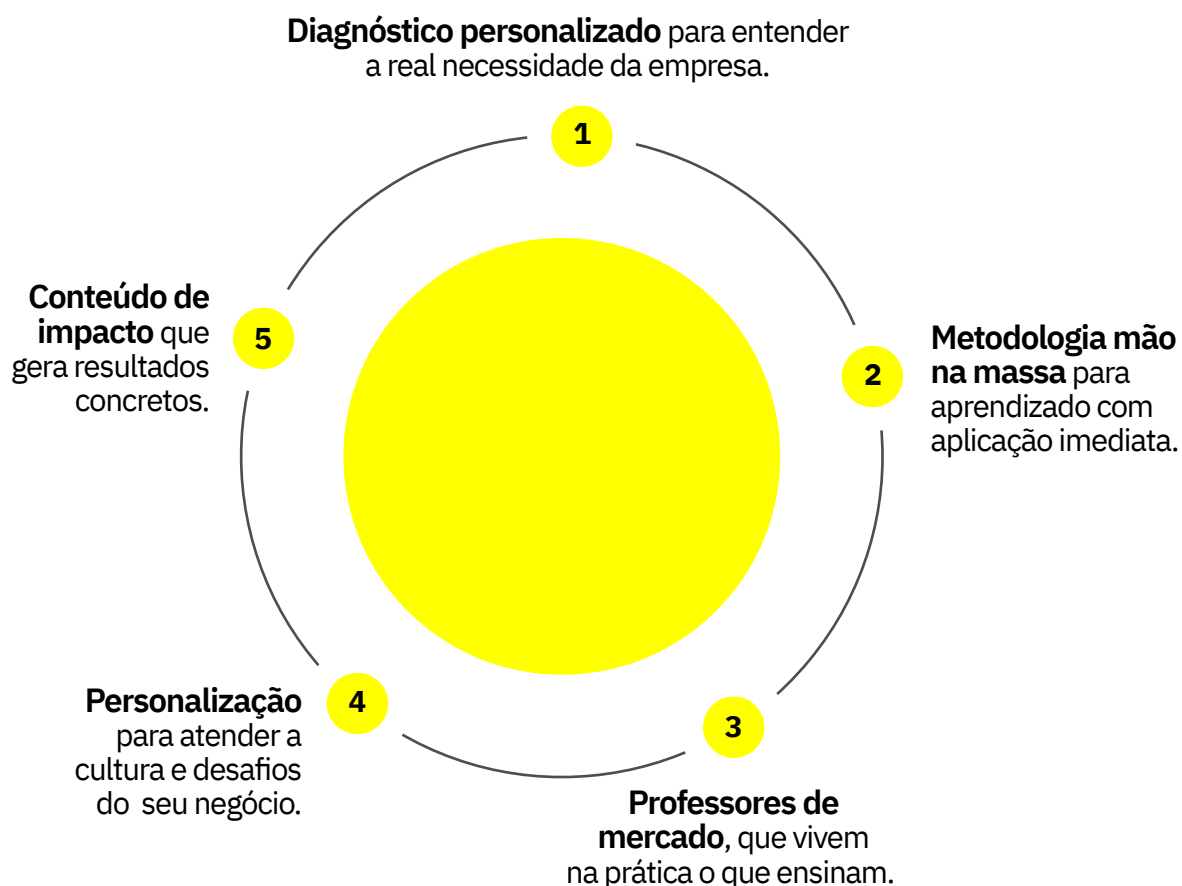 Diagnóstico personalizado para entender
a real necessidade da empresa.
1
2
Metodologia mão
na massa para
aprendizado com
aplicação imediata.
3
Professores de
mercado, que vivem
na prática o que ensinam.
4
Personalização
para atender a
cultura e desafios
do  seu negócio.
5
Conteúdo de
impacto que
gera resultados
concretos.